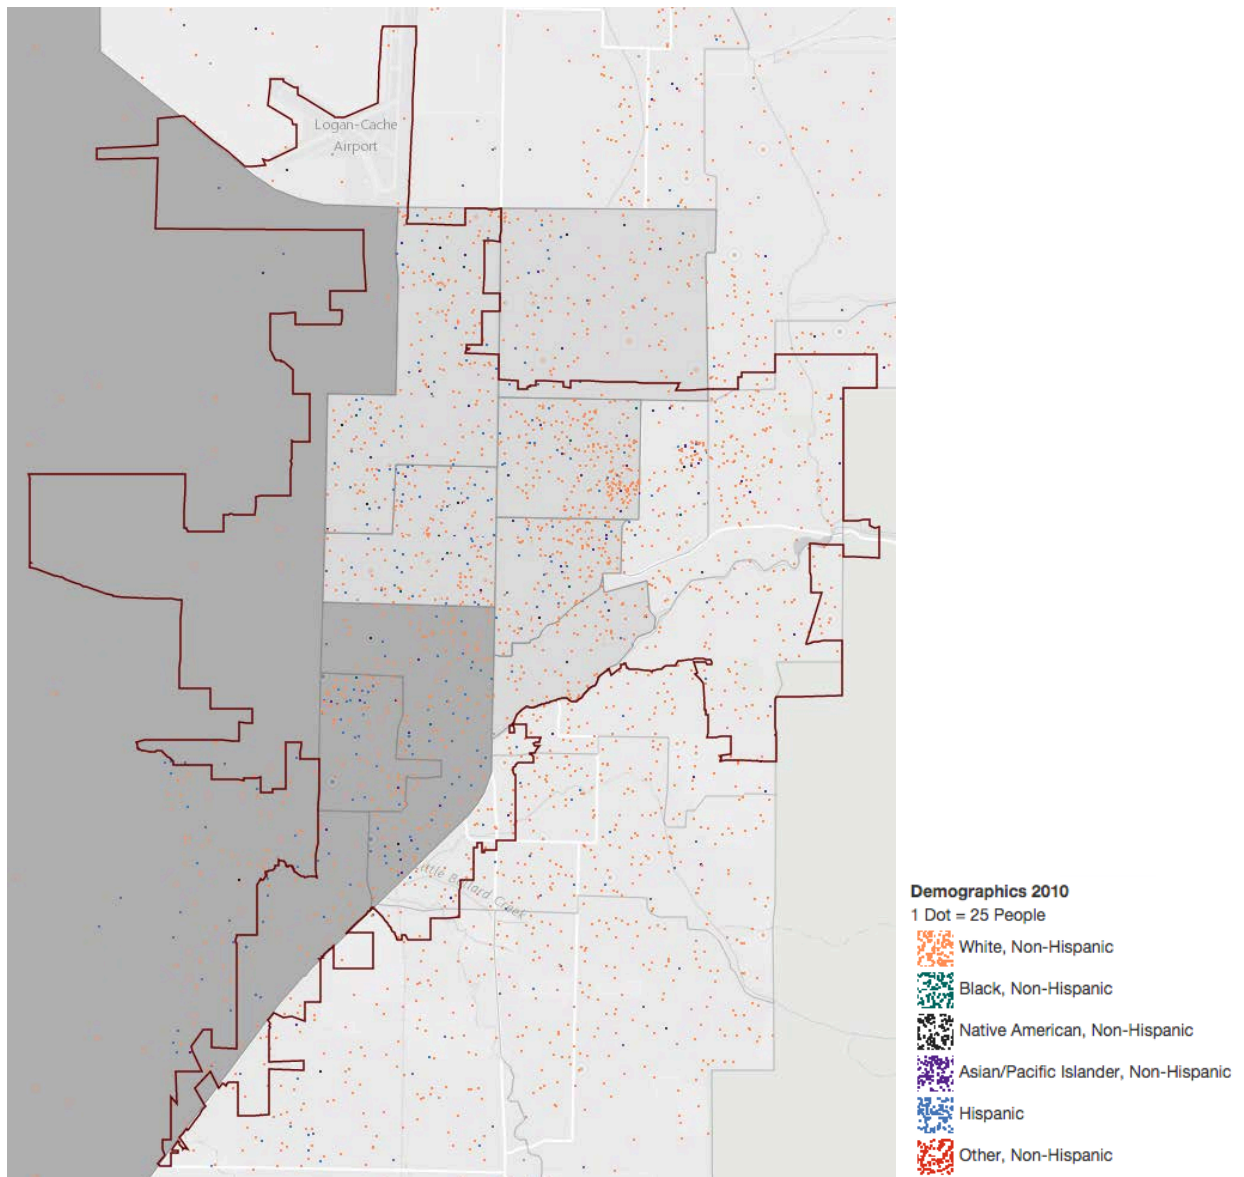 Logan-Cache
Airport
Little Ballard Creek
Demographics 2010
1 Dot = 25 People
White, Non-Hispanic
Black, Non-Hispanic
Native American, Non-Hispanic
Asian/Pacific Islander, Non-Hispanic
Hispanic
Other, Non-Hispanic